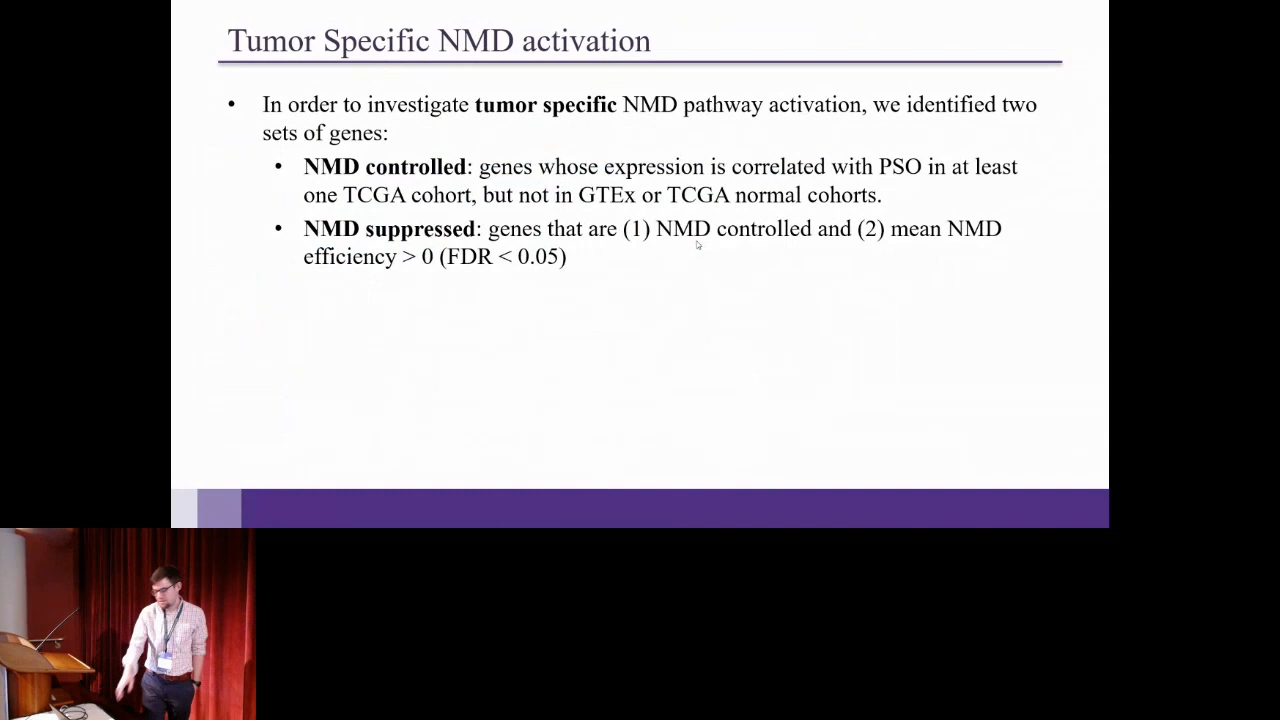 Tumor Specific NMD activation
• In order to investigate tumor specific NMD pathway activation, we identified two
sets of genes:
• NMD controlled: genes whose expression is correlated with PSO in at least
one TCGA cohort, but not in GTEx or TCGA normal cohorts.
• NMD suppressed: genes that are (1) NMD controlled and (2) mean NMD
efficiency > 0 (FDR < 0.05)